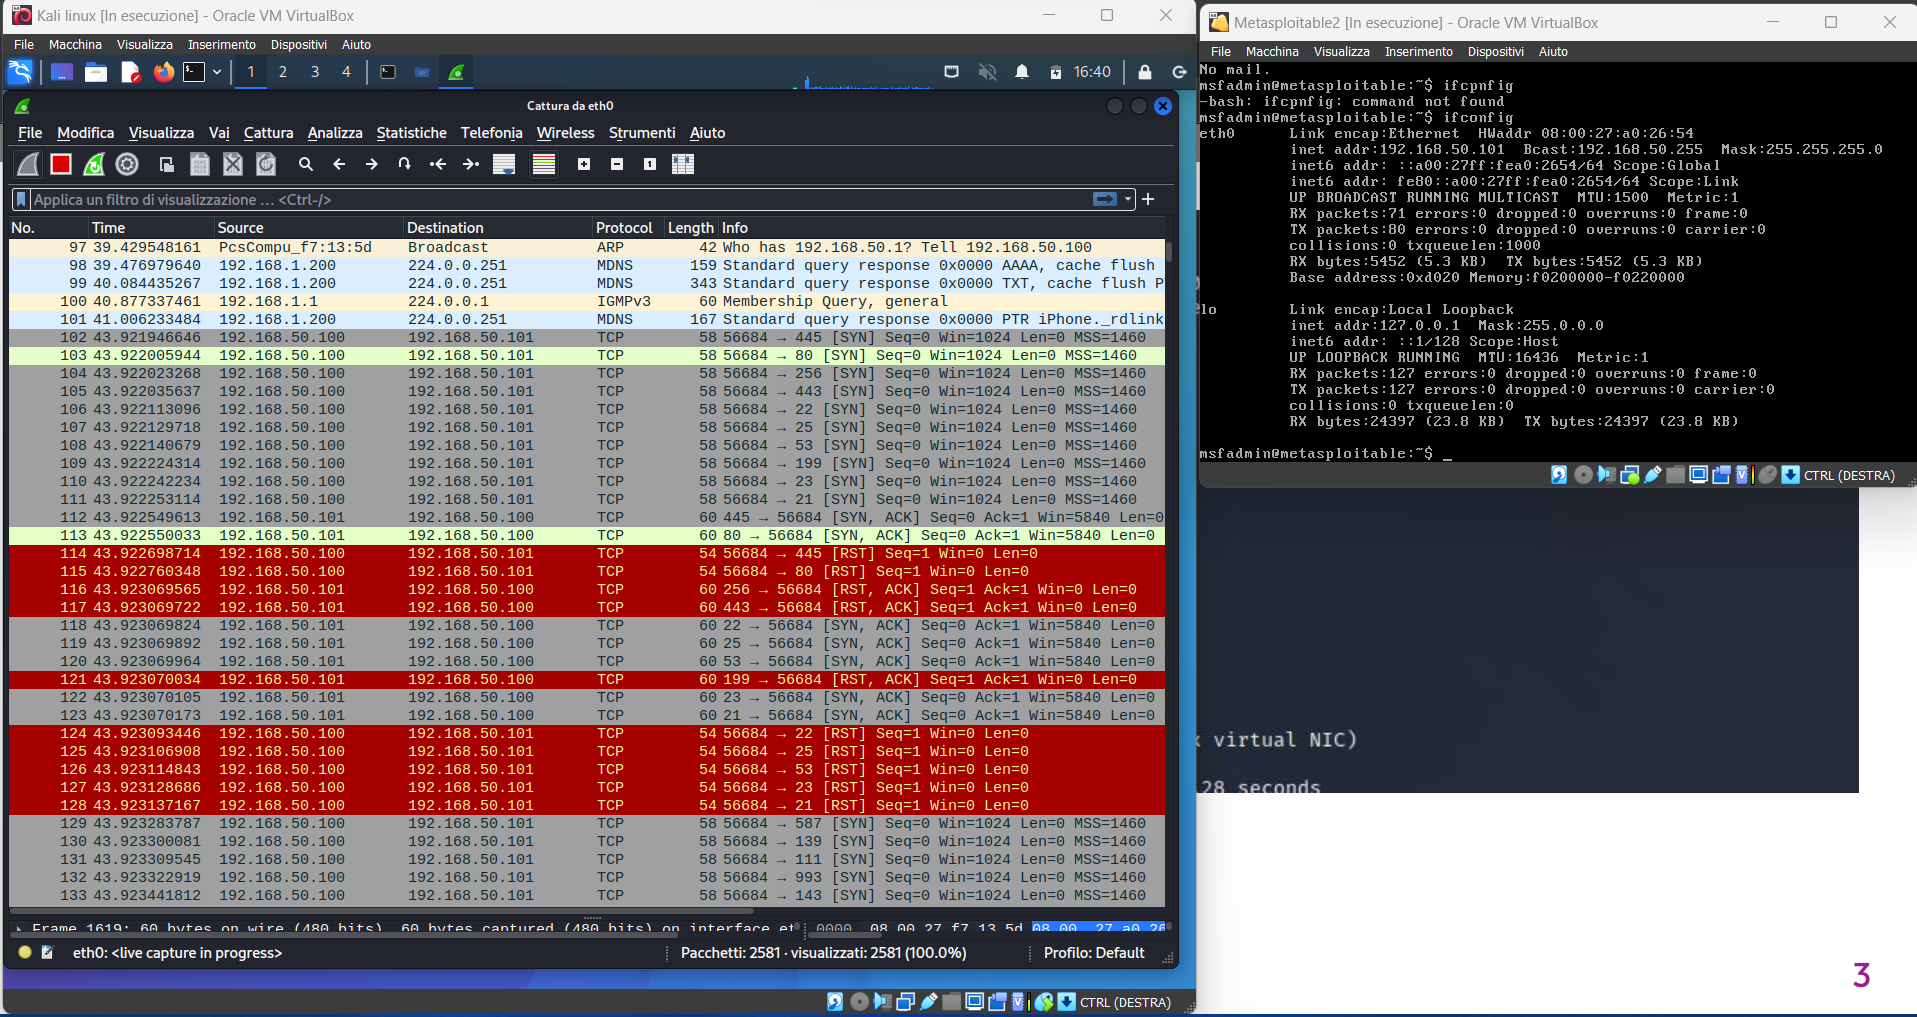 Kali linux [In esecuzione] - Oracle VM VirtualBox
File Macchina Visualizza Inserimento Dispositivi Aiuto
1 2 3 4 16:40
Cattura da eth0
File Modifica Visualizza Vai Cattura Analizza Statistiche Telefonia Wireless Strumenti Aiuto
Applica un filtro di visualizzazione ... <Ctrl-/>
No. Time Source Destination Protocol Length Info
97 39.429548161 PcsCompu_f7:13:5d Broadcast ARP 42 Who has 192.168.50.1? Tell 192.168.50.100
98 39.476979640 192.168.1.200 224.0.0.251 MDNS 159 Standard query response 0x0000 AAAA, cache flush
99 40.084435267 192.168.1.200 224.0.0.251 MDNS 343 Standard query response 0x0000 TXT, cache flush P
100 40.877337461 192.168.1.1 224.0.0.1 IGMPv3 60 Membership Query, general
101 41.006233484 192.168.1.200 224.0.0.251 MDNS 167 Standard query response 0x0000 PTR iPhone._rdlink
102 43.921946646 192.168.50.100 192.168.50.101 TCP 58 56684 → 445 [SYN] Seq=0 Win=1024 Len=0 MSS=1460
103 43.922005944 192.168.50.100 192.168.50.101 TCP 58 56684 → 80 [SYN] Seq=0 Win=1024 Len=0 MSS=1460
104 43.922023268 192.168.50.100 192.168.50.101 TCP 58 56684 → 256 [SYN] Seq=0 Win=1024 Len=0 MSS=1460
105 43.922035637 192.168.50.100 192.168.50.101 TCP 58 56684 → 443 [SYN] Seq=0 Win=1024 Len=0 MSS=1460
106 43.922113096 192.168.50.100 192.168.50.101 TCP 58 56684 → 22 [SYN] Seq=0 Win=1024 Len=0 MSS=1460
107 43.922129718 192.168.50.100 192.168.50.101 TCP 58 56684 → 25 [SYN] Seq=0 Win=1024 Len=0 MSS=1460
108 43.922140679 192.168.50.100 192.168.50.101 TCP 58 56684 → 53 [SYN] Seq=0 Win=1024 Len=0 MSS=1460
109 43.922224314 192.168.50.100 192.168.50.101 TCP 58 56684 → 199 [SYN] Seq=0 Win=1024 Len=0 MSS=1460
110 43.922242234 192.168.50.100 192.168.50.101 TCP 58 56684 → 23 [SYN] Seq=0 Win=1024 Len=0 MSS=1460
111 43.922253114 192.168.50.100 192.168.50.101 TCP 58 56684 → 21 [SYN] Seq=0 Win=1024 Len=0 MSS=1460
112 43.922549613 192.168.50.101 192.168.50.100 TCP 60 445 → 56684 [SYN, ACK] Seq=0 Ack=1 Win=5840 Len=0
113 43.922550033 192.168.50.101 192.168.50.100 TCP 60 80 → 56684 [SYN, ACK] Seq=0 Ack=1 Win=5840 Len=0
114 43.922698714 192.168.50.100 192.168.50.101 TCP 54 56684 → 445 [RST] Seq=1 Win=0 Len=0
115 43.922760348 192.168.50.100 192.168.50.101 TCP 54 56684 → 80 [RST] Seq=1 Win=0 Len=0
116 43.923069565 192.168.50.101 192.168.50.100 TCP 60 256 → 56684 [RST, ACK] Seq=1 Ack=1 Win=0 Len=0
117 43.923069722 192.168.50.101 192.168.50.100 TCP 60 443 → 56684 [RST, ACK] Seq=1 Ack=1 Win=0 Len=0
118 43.923069824 192.168.50.101 192.168.50.100 TCP 60 22 → 56684 [SYN, ACK] Seq=0 Ack=1 Win=5840 Len=0
119 43.923069892 192.168.50.101 192.168.50.100 TCP 60 25 → 56684 [SYN, ACK] Seq=0 Ack=1 Win=5840 Len=0
120 43.923069964 192.168.50.101 192.168.50.100 TCP 60 53 → 56684 [SYN, ACK] Seq=0 Ack=1 Win=5840 Len=0
121 43.923070034 192.168.50.101 192.168.50.100 TCP 60 199 → 56684 [RST, ACK] Seq=1 Ack=1 Win=0 Len=0
122 43.923070105 192.168.50.101 192.168.50.100 TCP 60 23 → 56684 [SYN, ACK] Seq=0 Ack=1 Win=5840 Len=0
123 43.923070173 192.168.50.101 192.168.50.100 TCP 60 21 → 56684 [SYN, ACK] Seq=0 Ack=1 Win=5840 Len=0
124 43.923093446 192.168.50.100 192.168.50.101 TCP 54 56684 → 22 [RST] Seq=1 Win=0 Len=0
125 43.923106908 192.168.50.100 192.168.50.101 TCP 54 56684 → 25 [RST] Seq=1 Win=0 Len=0
126 43.923114843 192.168.50.100 192.168.50.101 TCP 54 56684 → 53 [RST] Seq=1 Win=0 Len=0
127 43.923128686 192.168.50.100 192.168.50.101 TCP 54 56684 → 23 [RST] Seq=1 Win=0 Len=0
128 43.923137167 192.168.50.100 192.168.50.101 TCP 54 56684 → 21 [RST] Seq=1 Win=0 Len=0
129 43.923283787 192.168.50.100 192.168.50.101 TCP 58 56684 → 587 [SYN] Seq=0 Win=1024 Len=0 MSS=1460
130 43.923300081 192.168.50.100 192.168.50.101 TCP 58 56684 → 139 [SYN] Seq=0 Win=1024 Len=0 MSS=1460
131 43.923309545 192.168.50.100 192.168.50.101 TCP 58 56684 → 111 [SYN] Seq=0 Win=1024 Len=0 MSS=1460
132 43.923322919 192.168.50.100 192.168.50.101 TCP 58 56684 → 993 [SYN] Seq=0 Win=1024 Len=0 MSS=1460
133 43.923441812 192.168.50.100 192.168.50.101 TCP 58 56684 → 143 [SYN] Seq=0 Win=1024 Len=0 MSS=1460
Frame 1619: 60 bytes on wire (480 bits), 60 bytes captured (480 bits) on interface et 0000 08 00 27 f7 13 5d 08 00 27 a0 26
eth0: <live capture in progress> Pacchetti: 2581 · visualizzati: 2581 (100.0%) Profilo: Default
CTRL (DESTRA)
Metasploitable2 [In esecuzione] - Oracle VM VirtualBox
File Macchina Visualizza Inserimento Dispositivi Aiuto
No mail.
msfadmin@metasploitable:~$ ifcpnfig
-bash: ifcpnfig: command not found
msfadmin@metasploitable:~$ ifconfig
eth0 Link encap:Ethernet HWaddr 08:00:27:a0:26:54
inet addr:192.168.50.101 Bcast:192.168.50.255 Mask:255.255.255.0
inet6 addr: ::a00:27ff:fea0:2654/64 Scope:Global
inet6 addr: fe80::a00:27ff:fea0:2654/64 Scope:Link
UP BROADCAST RUNNING MULTICAST MTU:1500 Metric:1
RX packets:71 errors:0 dropped:0 overruns:0 frame:0
TX packets:80 errors:0 dropped:0 overruns:0 carrier:0
collisions:0 txqueuelen:1000
RX bytes:5452 (5.3 KB) TX bytes:5452 (5.3 KB)
Base address:0xd020 Memory:f0200000-f0220000
lo Link encap:Local Loopback
inet addr:127.0.0.1 Mask:255.0.0.0
inet6 addr: ::1/128 Scope:Host
UP LOOPBACK RUNNING MTU:16436 Metric:1
RX packets:127 errors:0 dropped:0 overruns:0 frame:0
TX packets:127 errors:0 dropped:0 overruns:0 carrier:0
collisions:0 txqueuelen:0
RX bytes:24397 (23.8 KB) TX bytes:24397 (23.8 KB)
msfadmin@metasploitable:~$ _
CTRL (DESTRA)
virtual NIC)
28 seconds
3